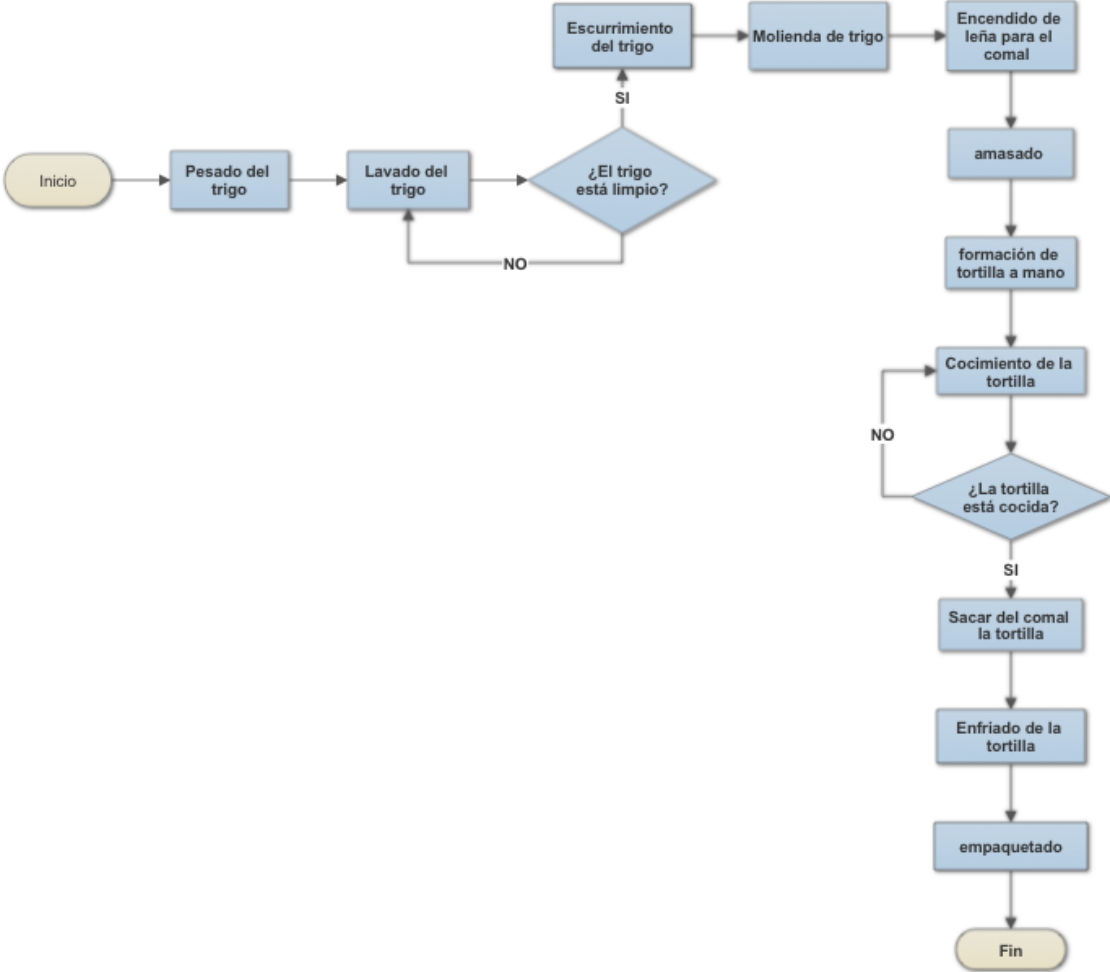 Inicio
Pesado del
trigo
Lavado del
trigo
¿El trigo
está limpio?
NO
SI
Escurrimiento
del trigo
Molienda de trigo
Encendido de
leña para el
comal
amasado
formación de
tortilla a mano
Cocimiento de la
tortilla
¿La tortilla
está cocida?
NO
SI
Sacar del comal
la tortilla
Enfriado de la
tortilla
empaquetado
Fin